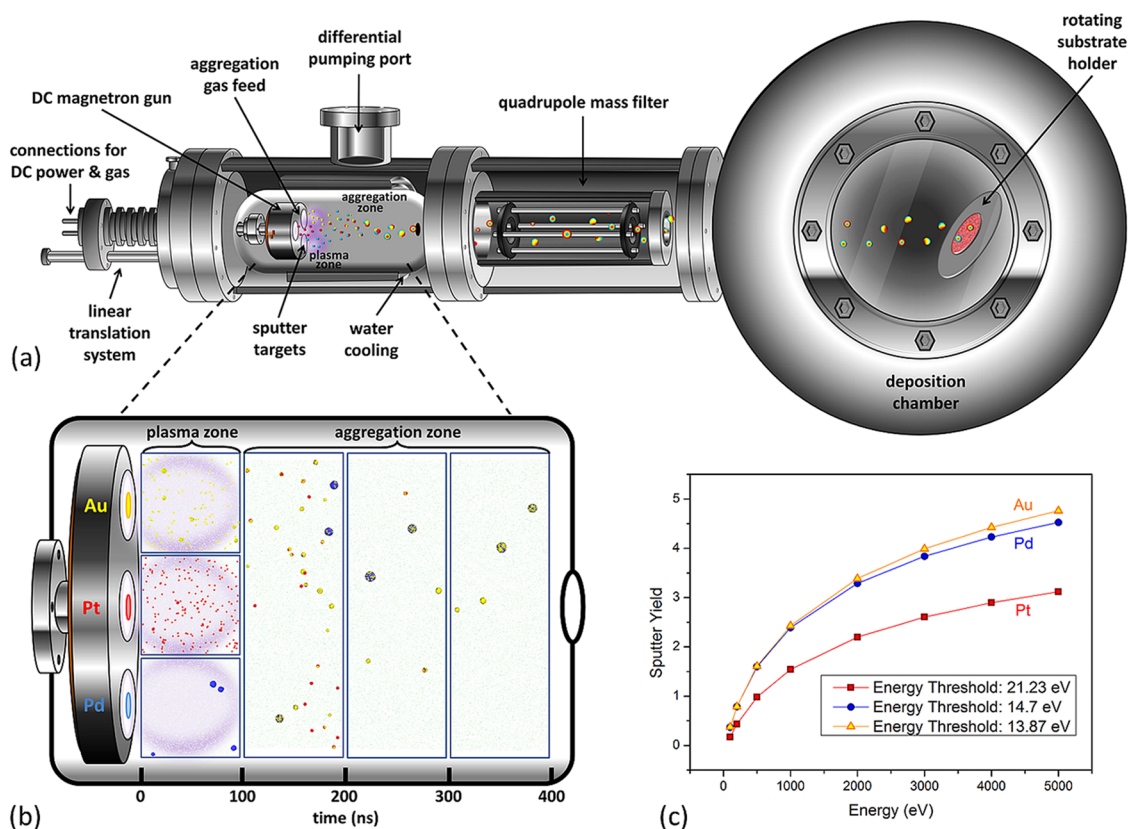 differential
pumping port
rotating
substrate
holder
aggregation
gas feed
DC magnetron gun
quadrupole mass filter
connections for
DC power & gas
aggregation
zone
plasma
zone
linear
translation
system
sputter
targets
water
cooling
deposition
chamber
(a)
plasma zone
aggregation zone
Au
Pt
Pd
0
100
200
300
400
time (ns)
(b)
5
4
3
2
1
0
Sputter Yield
Au
Pd
Pt
Energy Threshold: 21.23 eV
Energy Threshold: 14.7 eV
Energy Threshold: 13.87 eV
0
1000
2000
3000
4000
5000
Energy (eV)
(c)